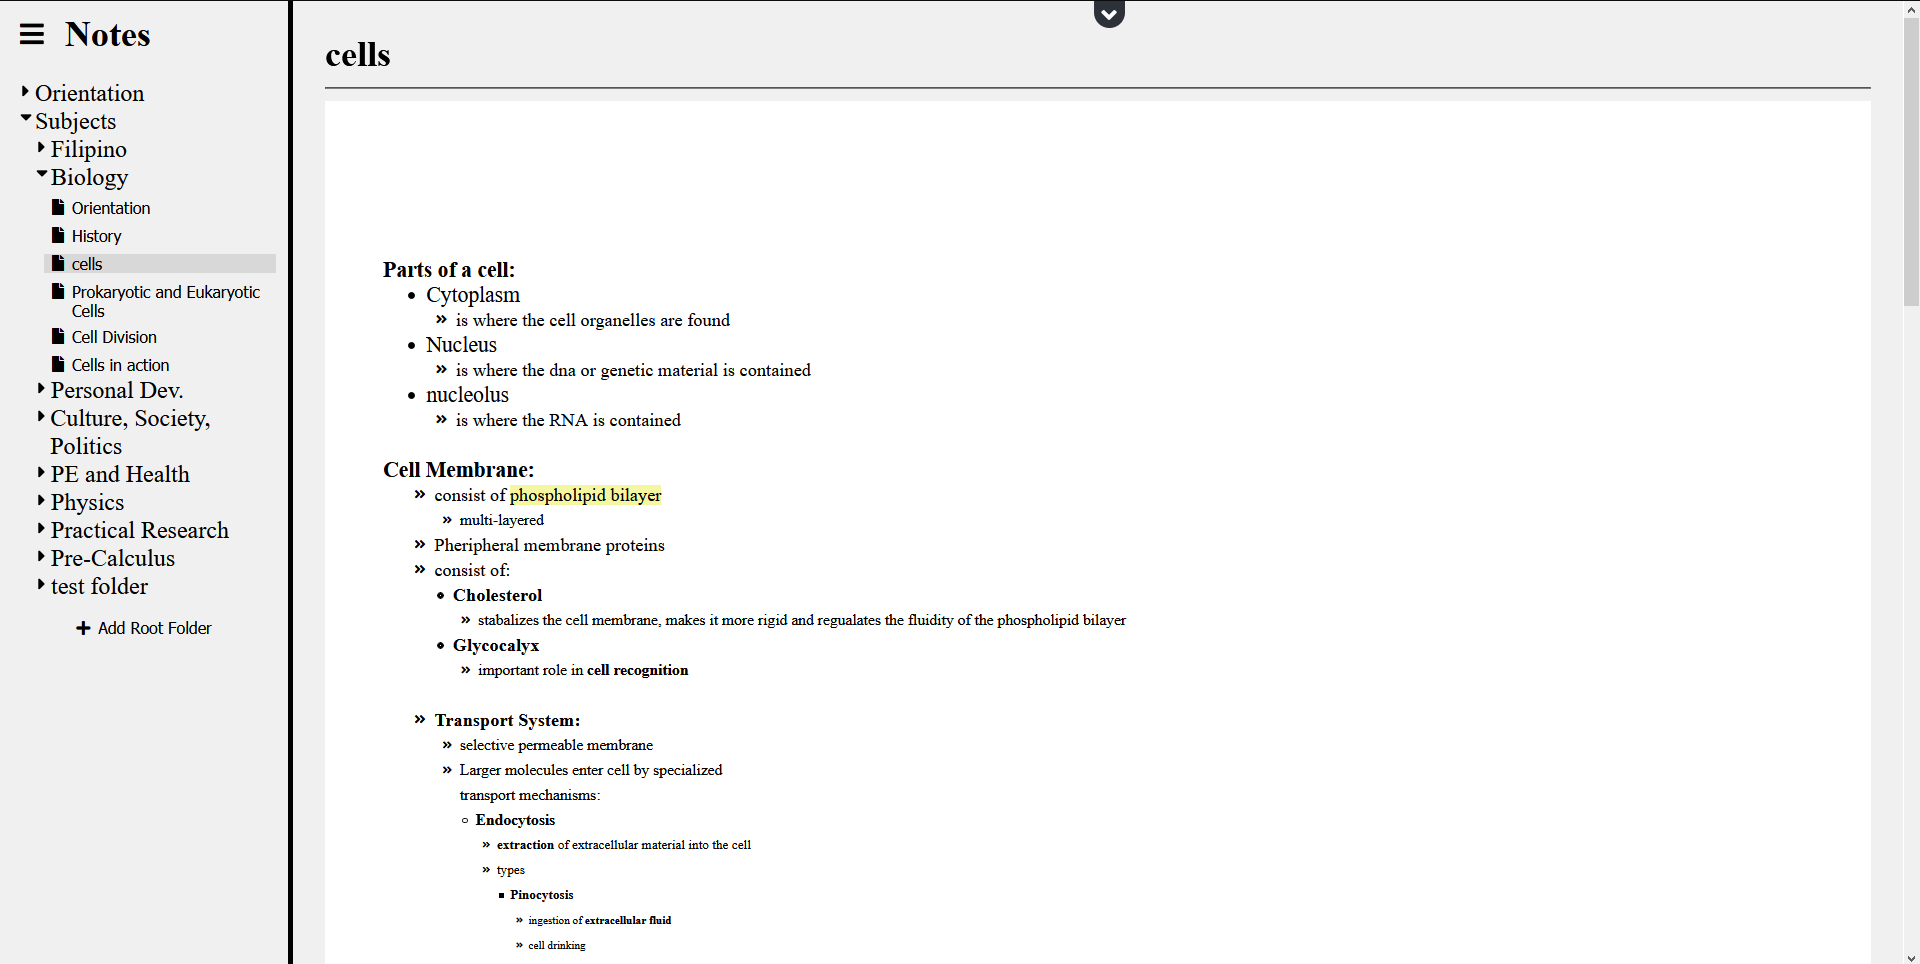 Notes
Orientation
Subjects
Filipino
Biology
Orientation
History
cells
Prokaryotic and Eukaryotic
Cells
Cell Division
Cells in action
Personal Dev.
Culture, Society,
Politics
PE and Health
Physics
Practical Research
Pre-Calculus
test folder
Add Root Folder
cells
Parts of a cell:
Cytoplasm
is where the cell organelles are found
Nucleus
is where the dna or genetic material is contained
nucleolus
is where the RNA is contained
Cell Membrane:
consist of phospholipid bilayer
multi-layered
Pheripheral membrane proteins
consist of:
Cholesterol
stabalizes the cell membrane, makes it more rigid and regualates the fluidity of the phospholipid bilayer
Glycocalyx
important role in cell recognition
Transport System:
selective permeable membrane
Larger molecules enter cell by specialized
transport mechanisms:
Endocytosis
extraction of extracellular material into the cell
types
Pinocytosis
ingestion of extracellular fluid
cell drinking